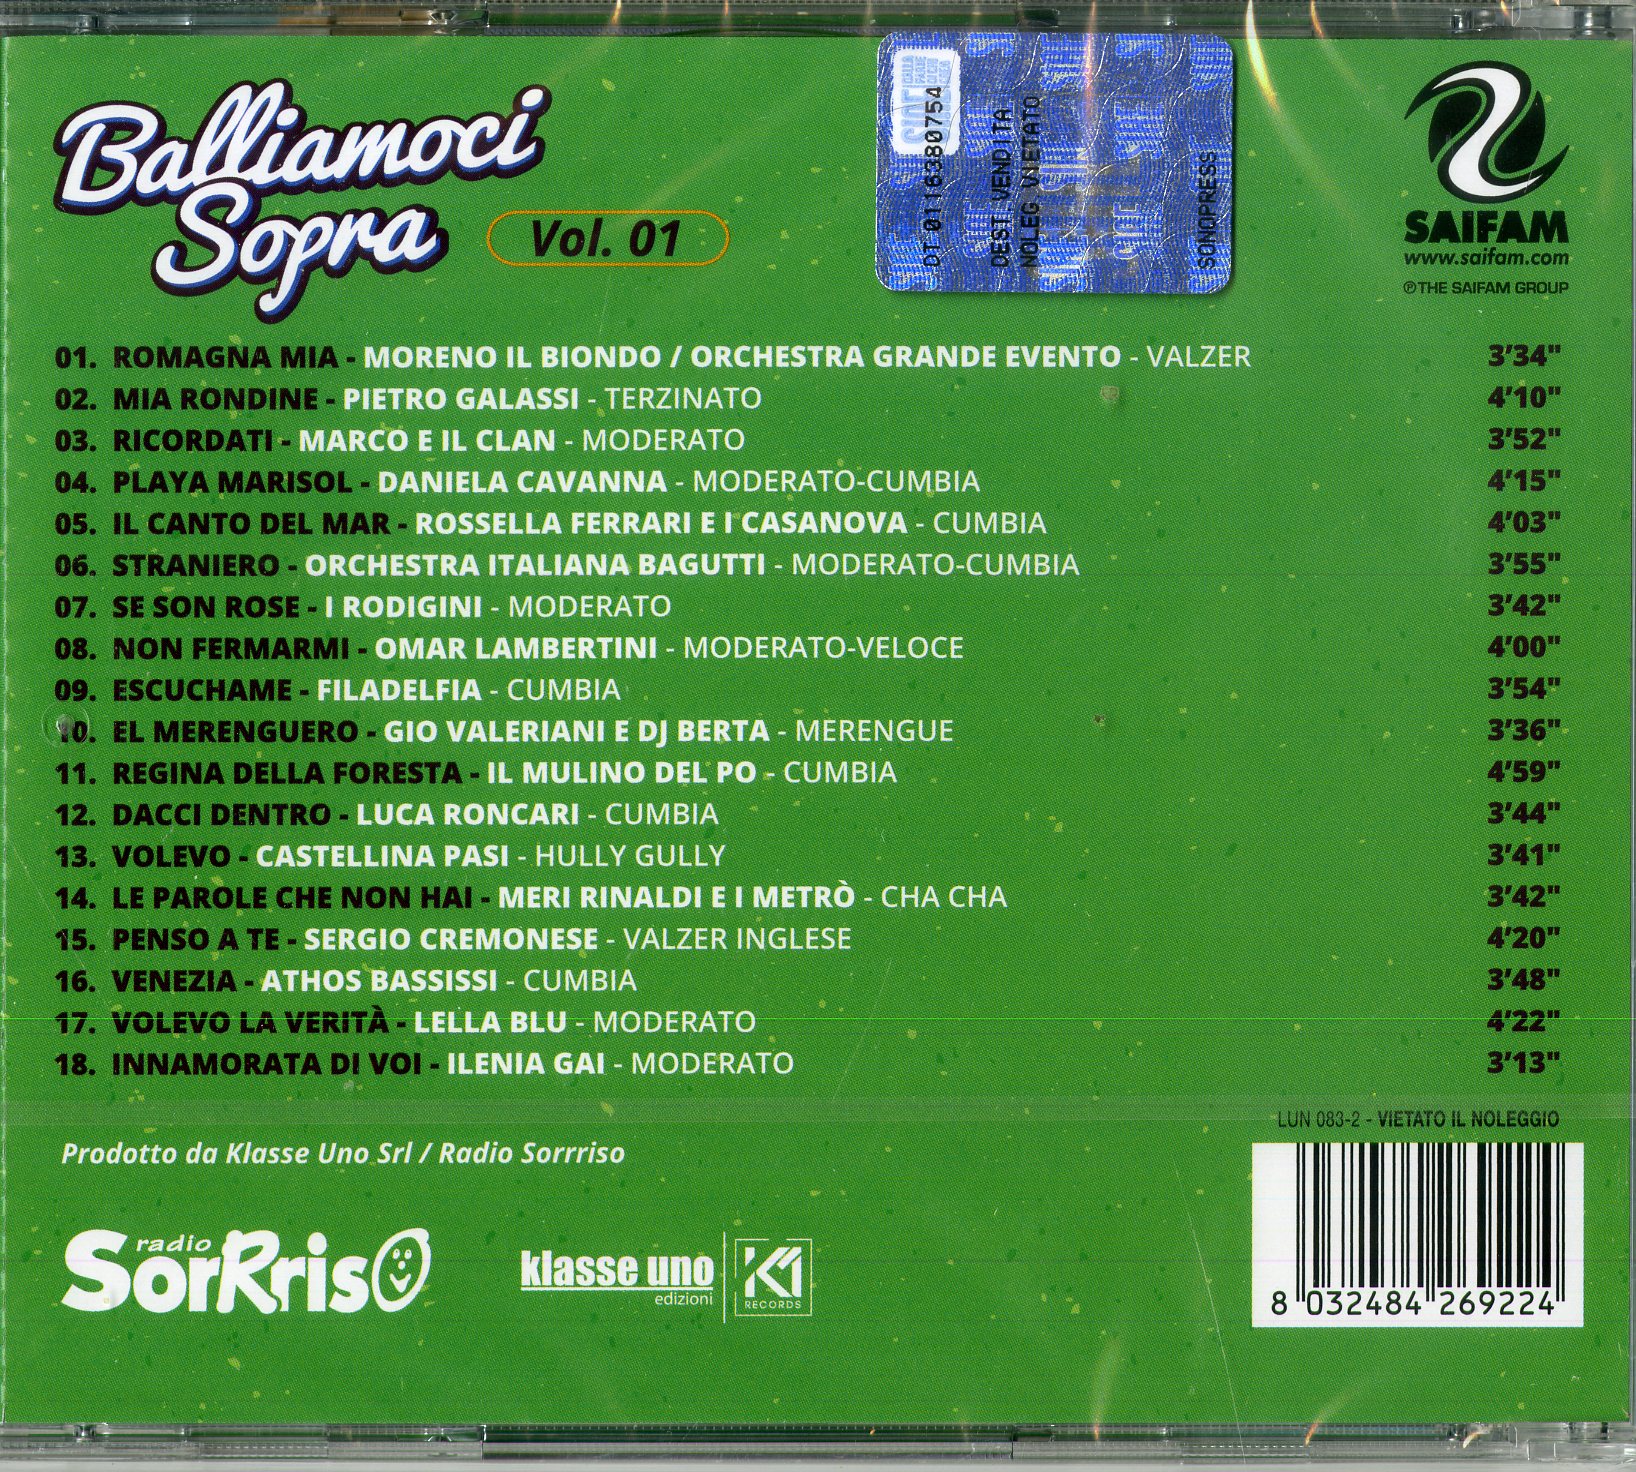 Balliamoci
Sopra
Vol. 01
DT 0116380754
DEST. VENDITA
NOLEG VIETATO
SONOPRESS
SAIFAM
www.saifam.com
℗ THE SAIFAM GROUP
01. ROMAGNA MIA - MORENO IL BIONDO / ORCHESTRA GRANDE EVENTO - VALZER 3'34"
02. MIA RONDINE - PIETRO GALASSI - TERZINATO 4'10"
03. RICORDATI - MARCO E IL CLAN - MODERATO 3'52"
04. PLAYA MARISOL - DANIELA CAVANNA - MODERATO-CUMBIA 4'15"
05. IL CANTO DEL MAR - ROSSELLA FERRARI E I CASANOVA - CUMBIA 4'03"
06. STRANIERO - ORCHESTRA ITALIANA BAGUTTI - MODERATO-CUMBIA 3'55"
07. SE SON ROSE - I RODIGINI - MODERATO 3'42"
08. NON FERMARMI - OMAR LAMBERTINI - MODERATO-VELOCE 4'00"
09. ESCUCHAME - FILADELFIA - CUMBIA 3'54"
10. EL MERENGUERO - GIO VALERIANI E DJ BERTA - MERENGUE 3'36"
11. REGINA DELLA FORESTA - IL MULINO DEL PO - CUMBIA 4'59"
12. DACCI DENTRO - LUCA RONCARI - CUMBIA 3'44"
13. VOLEVO - CASTELLINA PASI - HULLY GULLY 3'41"
14. LE PAROLE CHE NON HAI - MERI RINALDI E I METRÒ - CHA CHA 3'42"
15. PENSO A TE - SERGIO CREMONESE - VALZER INGLESE 4'20"
16. VENEZIA - ATHOS BASSISSI - CUMBIA 3'48"
17. VOLEVO LA VERITÀ - LELLA BLU - MODERATO 4'22"
18. INNAMORATA DI VOI - ILENIA GAI - MODERATO 3'13"
LUN 083-2 - VIETATO IL NOLEGGIO
Prodotto da Klasse Uno Srl / Radio Sorrriso
radio
SorRriso
klasse uno
edizioni
K1
RECORDS
8 032484 269224